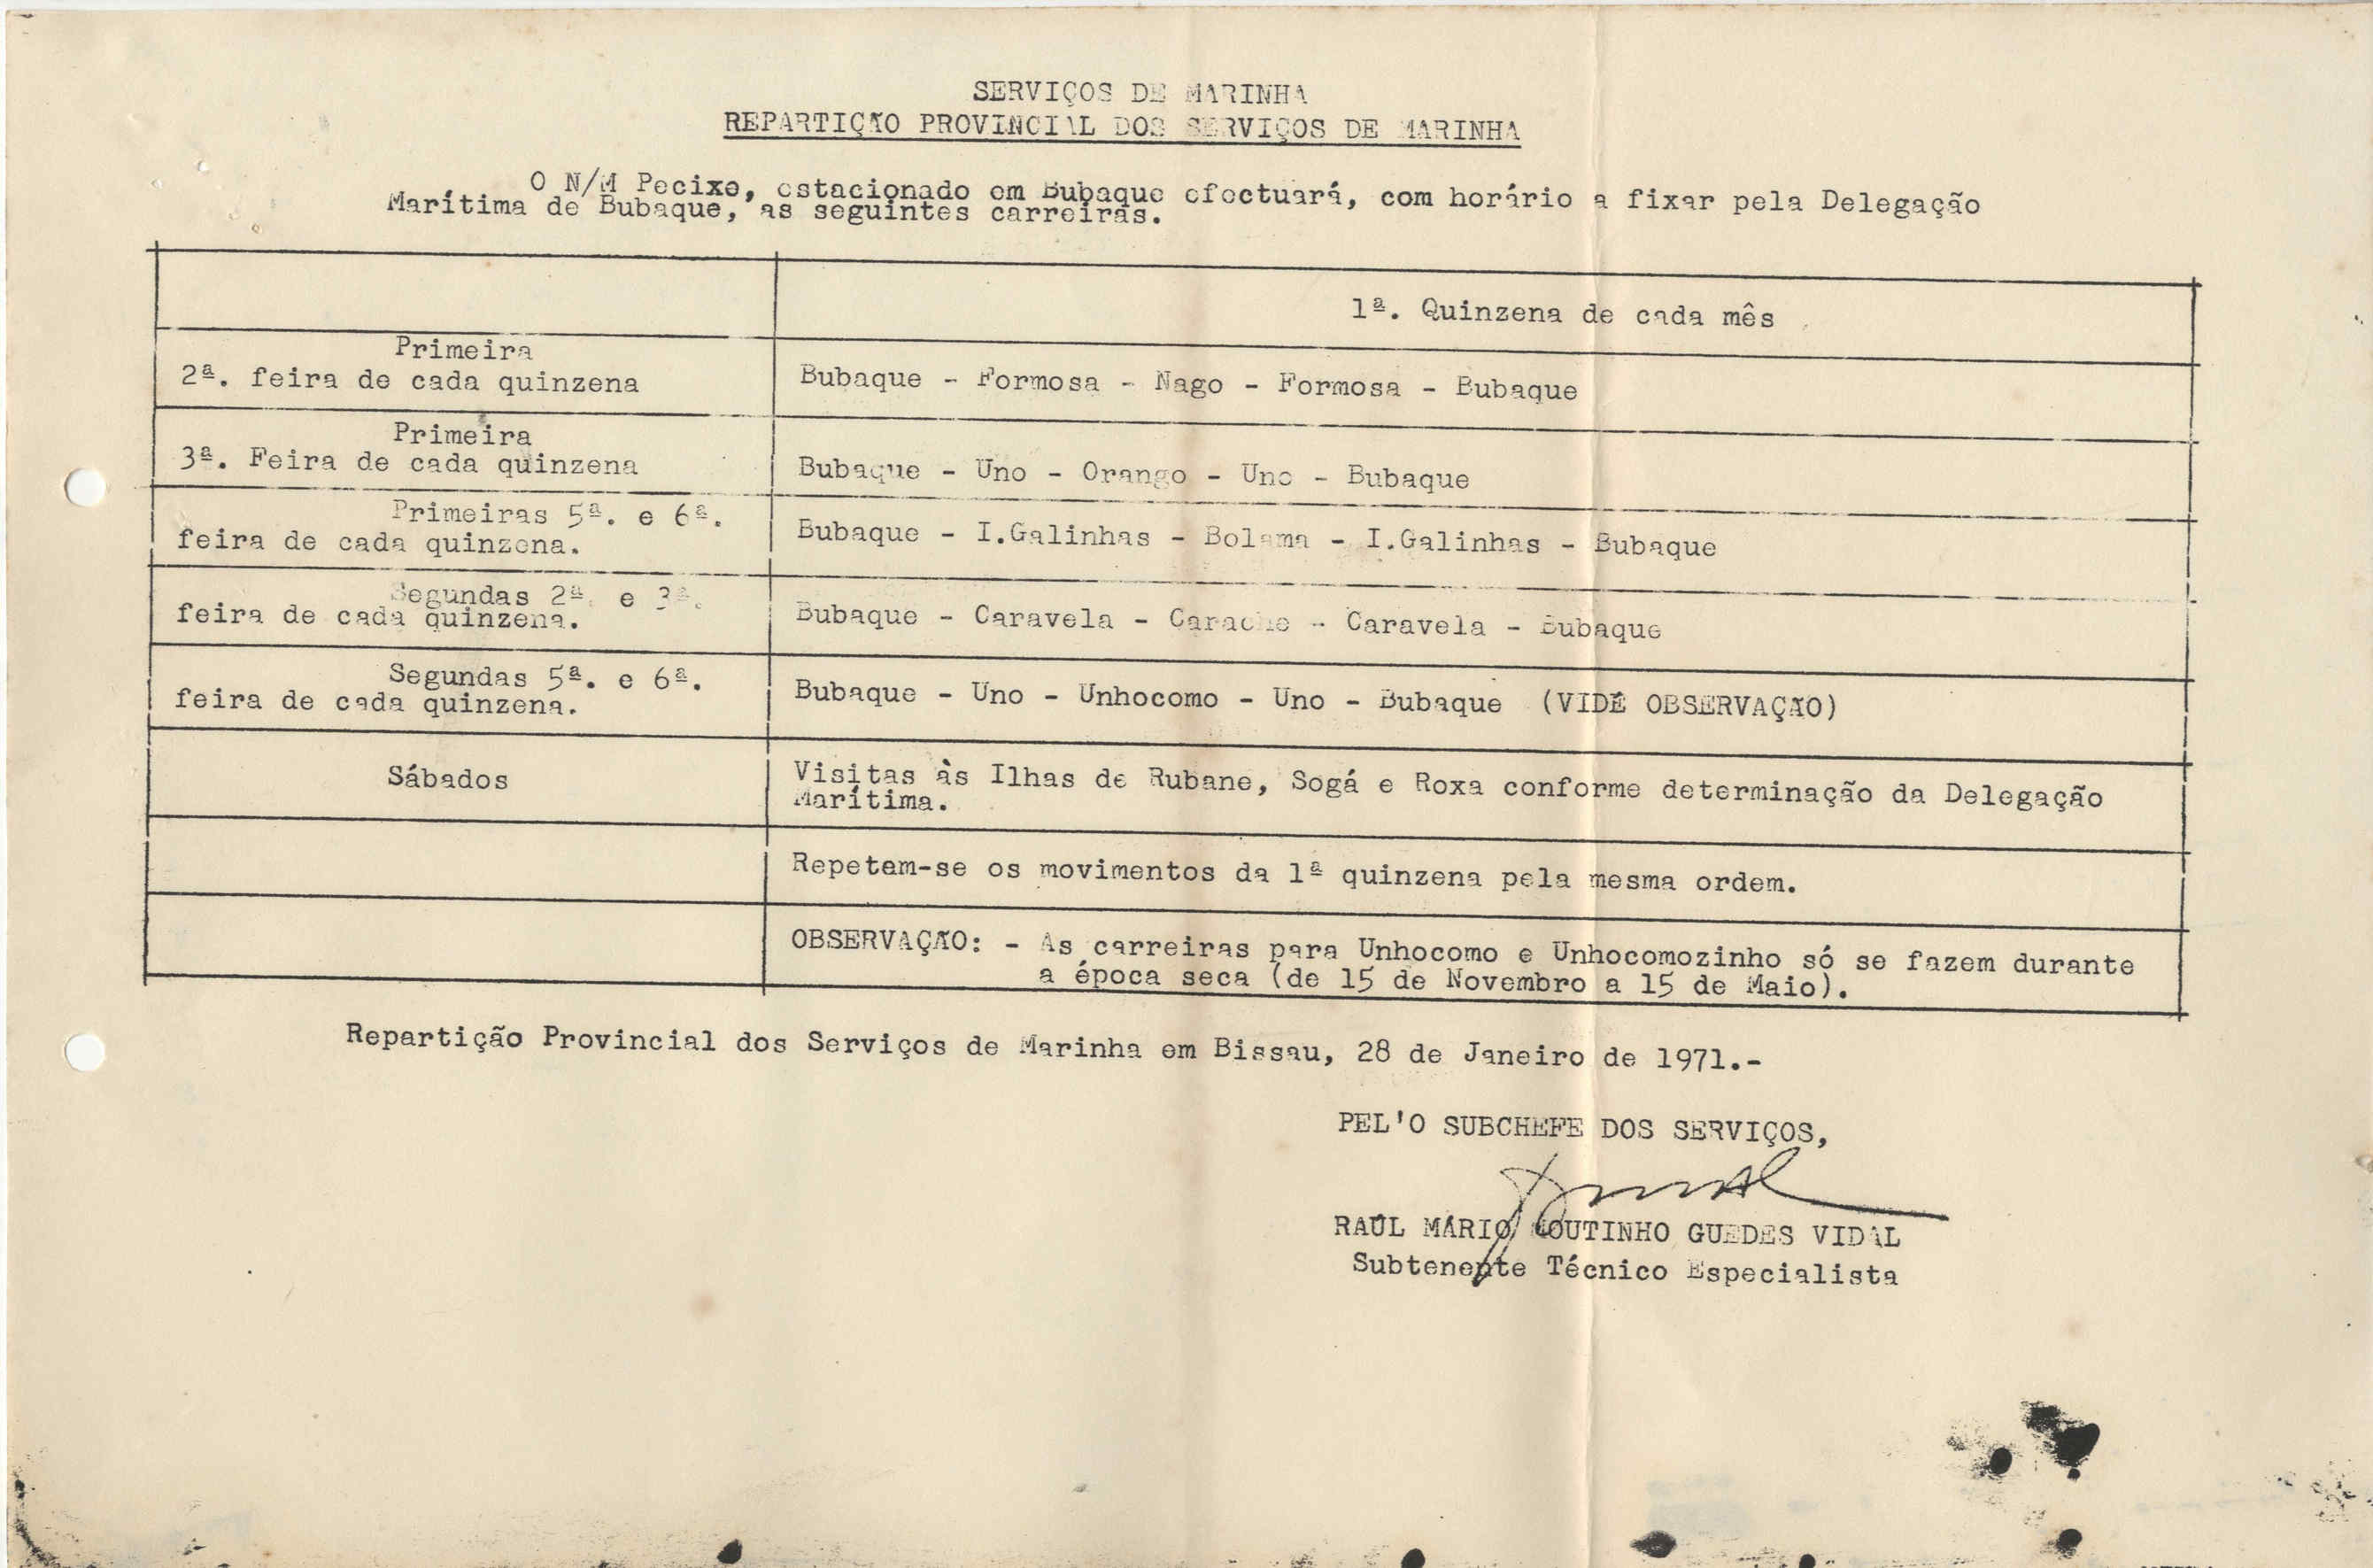 SERVIÇOS DE MARINHA
REPARTIÇÃO PROVINCIAL DOS SERVIÇOS DE MARINHA
O N/M Pecixe, estacionado em Bubaque efectuará, com horário a fixar pela Delegação
Marítima de Bubaque, as seguintes carreiras.
1ª. Quinzena de cada mês
Primeira
2ª. feira de cada quinzena
Bubaque - Formosa - Nago - Formosa - Bubaque
Primeira
3ª. Feira de cada quinzena
Bubaque - Uno - Orango - Uno - Bubaque
Primeiras 5ª. e 6ª.
feira de cada quinzena.
Bubaque - I.Galinhas - Bolama - I.Galinhas - Bubaque
Segundas 2ª. e 3ª.
feira de cada quinzena.
Bubaque - Caravela - Carache - Caravela - Bubaque
Segundas 5ª. e 6ª.
feira de cada quinzena.
Bubaque - Uno - Unhocomo - Uno - Bubaque (VIDÉ OBSERVAÇÃO)
Sábados
Visitas às Ilhas de Rubane, Sogá e Roxa conforme determinação da Delegação
Marítima.
Repetem-se os movimentos da 1ª quinzena pela mesma ordem.
OBSERVAÇÃO: - As carreiras para Unhocomo e Unhocomozinho só se fazem durante
a época seca (de 15 de Novembro a 15 de Maio).
Repartição Provincial dos Serviços de Marinha em Bissau, 28 de Janeiro de 1971.-
PEL'O SUBCHEFE DOS SERVIÇOS,
RAÚL MÁRIO MOUTINHO GUEDES VIDAL
Subtenente Técnico Especialista